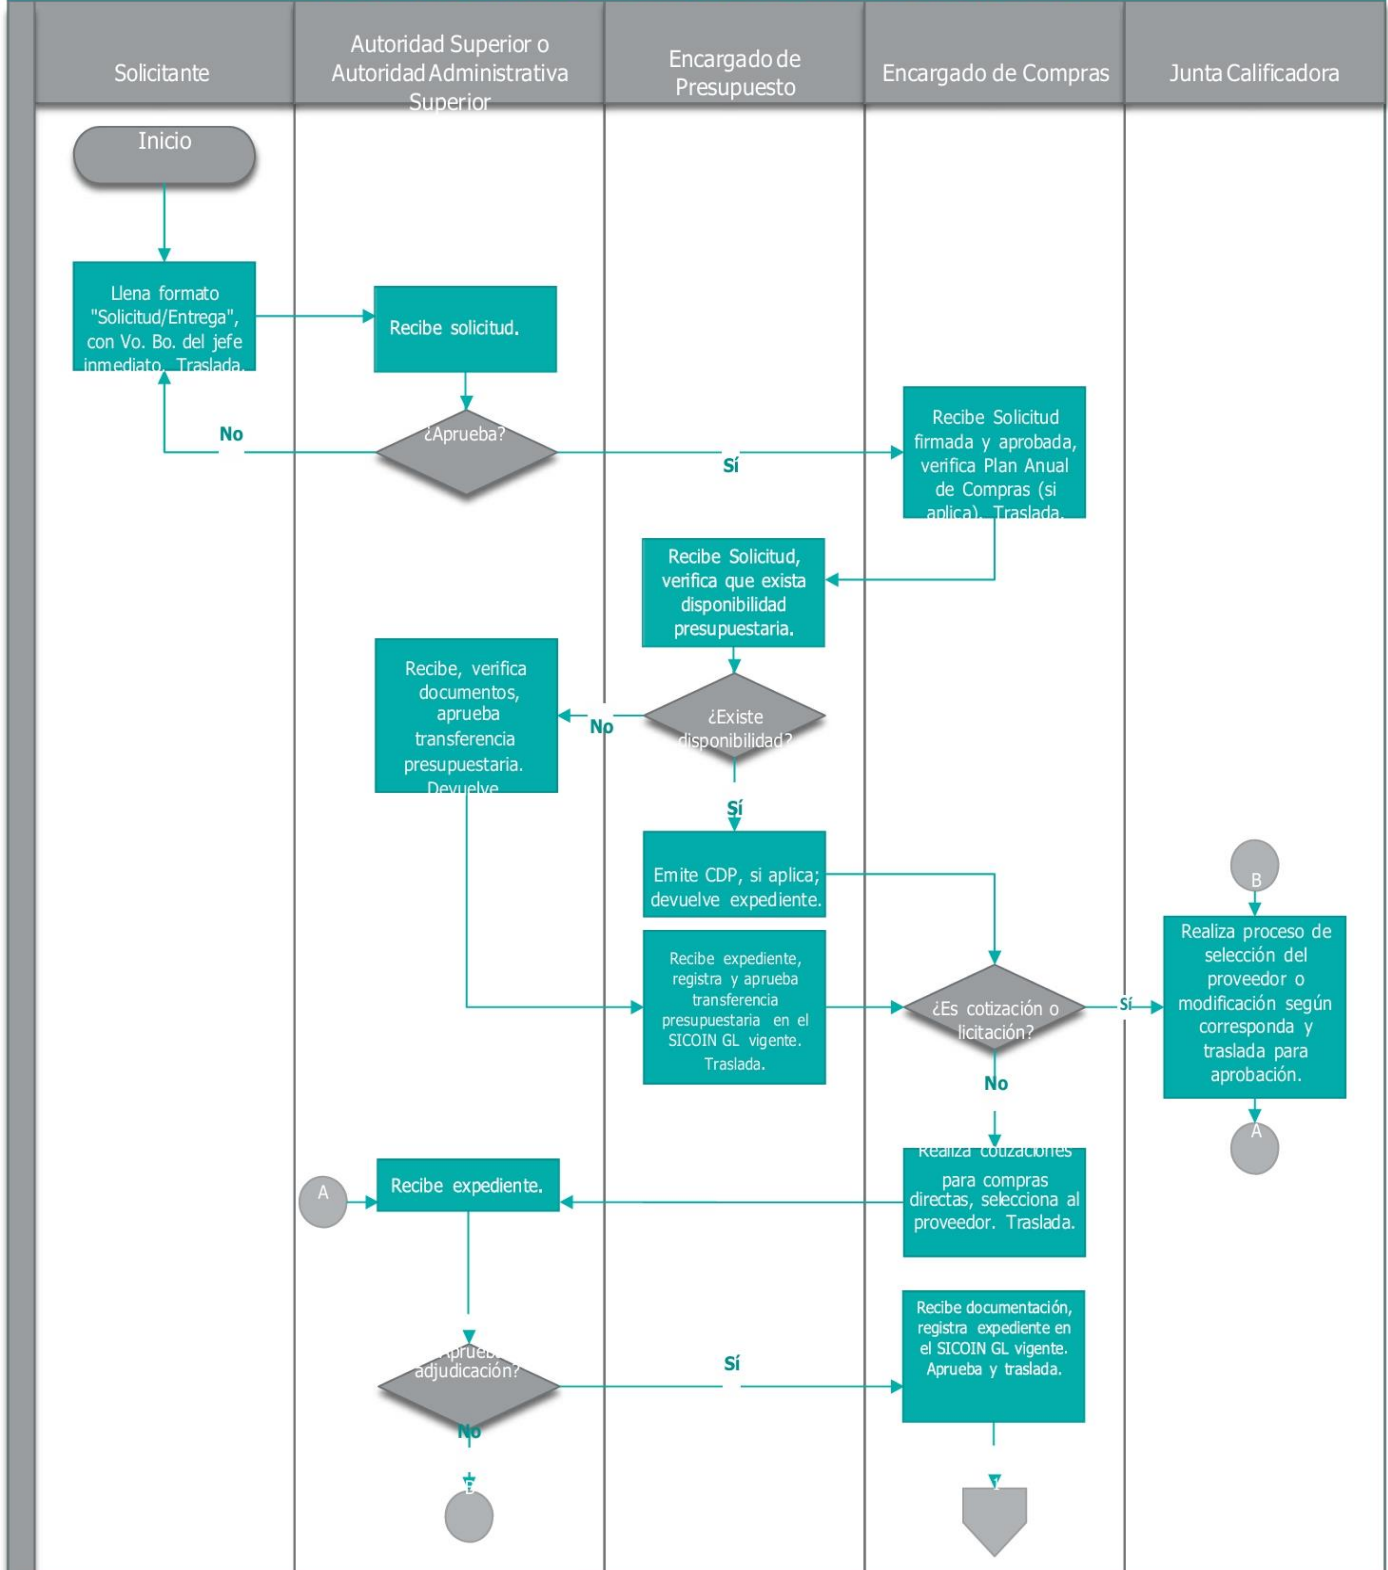 Solicitante
Autoridad Superior o
Autoridad Administrativa
Superior
Encargado de
Presupuesto
Encargado de Compras
Junta Calificadora
Inicio
Llena formato
"Solicitud/Entrega",
con Vo. Bo. del jefe
inmediato. Traslada.
Recibe solicitud.
¿Aprueba?
No
Sí
Recibe Solicitud
firmada y aprobada,
verifica Plan Anual
de Compras (si
aplica). Traslada.
Recibe Solicitud,
verifica que exista
disponibilidad
presupuestaria.
¿Existe
disponibilidad?
No
Sí
Recibe, verifica
documentos,
aprueba
transferencia
presupuestaria.
Devuelve
Emite CDP, si aplica;
devuelve expediente.
Recibe expediente,
registra y aprueba
transferencia
presupuestaria en el
SICOIN GL vigente.
Traslada.
¿Es cotización o
licitación?
Sí
No
B
Realiza proceso de
selección del
proveedor o
modificación según
corresponda y
traslada para
aprobación.
A
Realiza cotizaciones
para compras
directas, selecciona al
proveedor. Traslada.
A
Recibe expediente.
Aprueba
adjudicación?
Sí
No
B
Recibe documentación,
registra expediente en
el SICOIN GL vigente.
Aprueba y traslada.
1